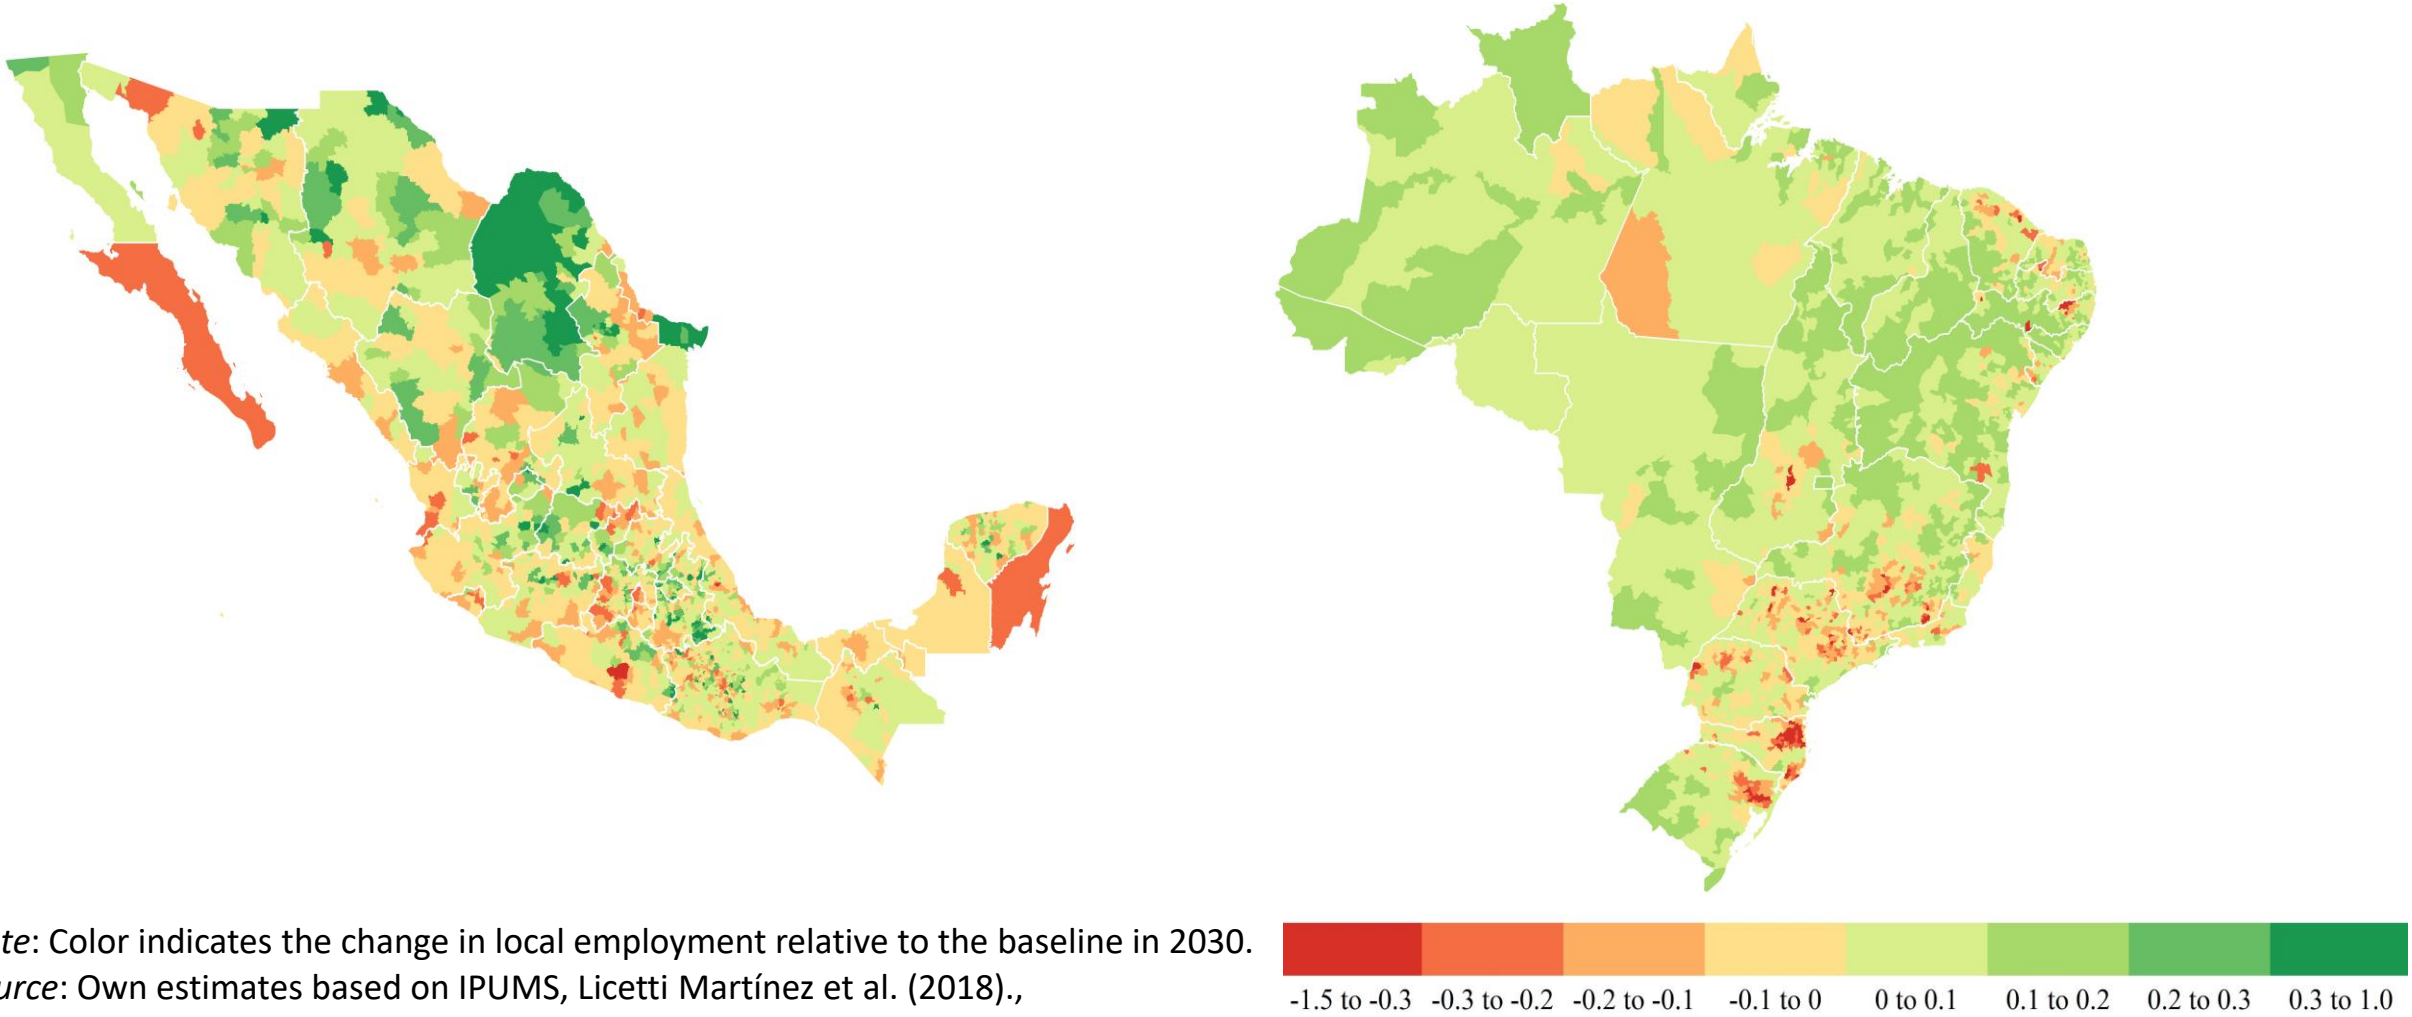 te: Color indicates the change in local employment relative to the baseline in 2030.
urce: Own estimates based on IPUMS, Licetti Martínez et al. (2018).,
-1.5 to -0.3 -0.3 to -0.2 -0.2 to -0.1 -0.1 to 0 0 to 0.1 0.1 to 0.2 0.2 to 0.3 0.3 to 1.0